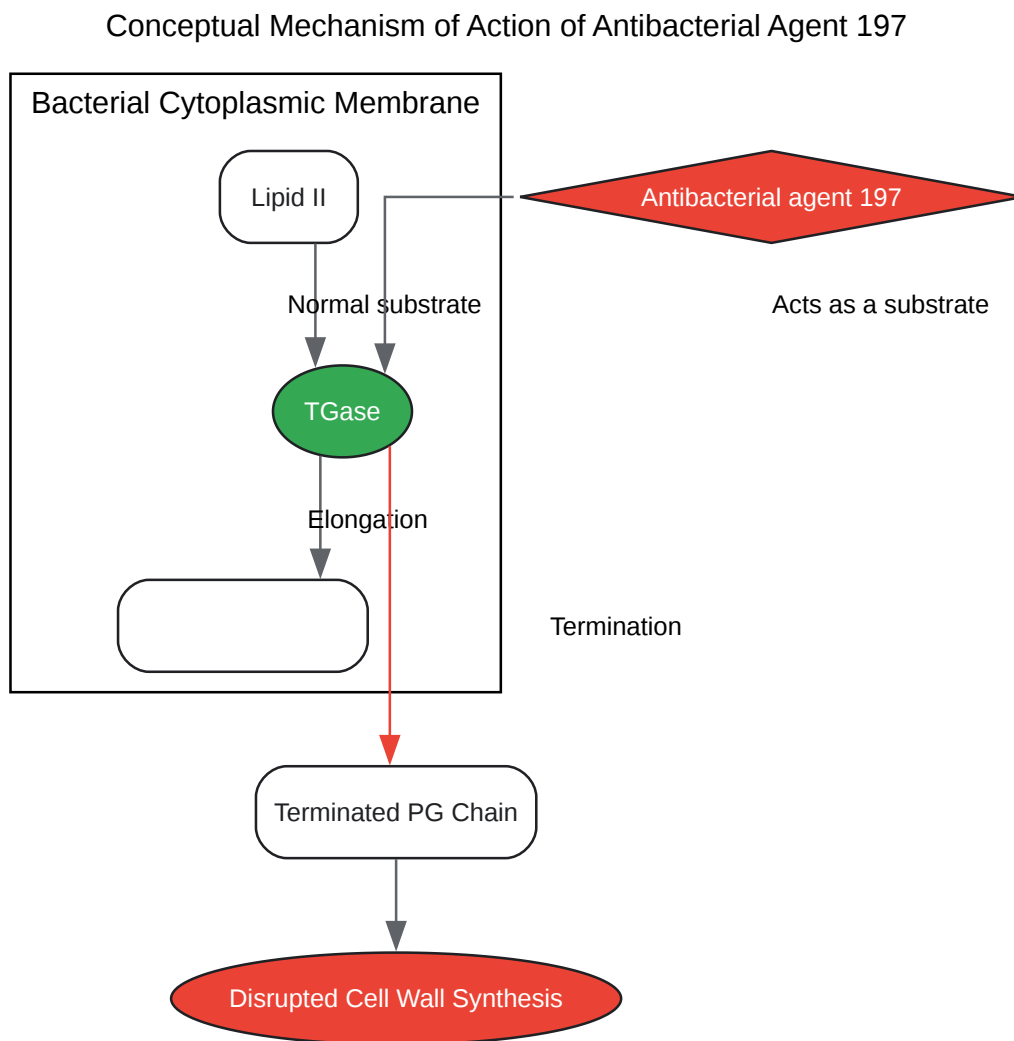 Conceptual Mechanism of Action of Antibacterial Agent 197
Bacterial Cytoplasmic Membrane
Lipid II
Antibacterial agent 197
Normal substrate
Acts as a substrate
TGase
Elongation
Termination
Terminated PG Chain
Disrupted Cell Wall Synthesis